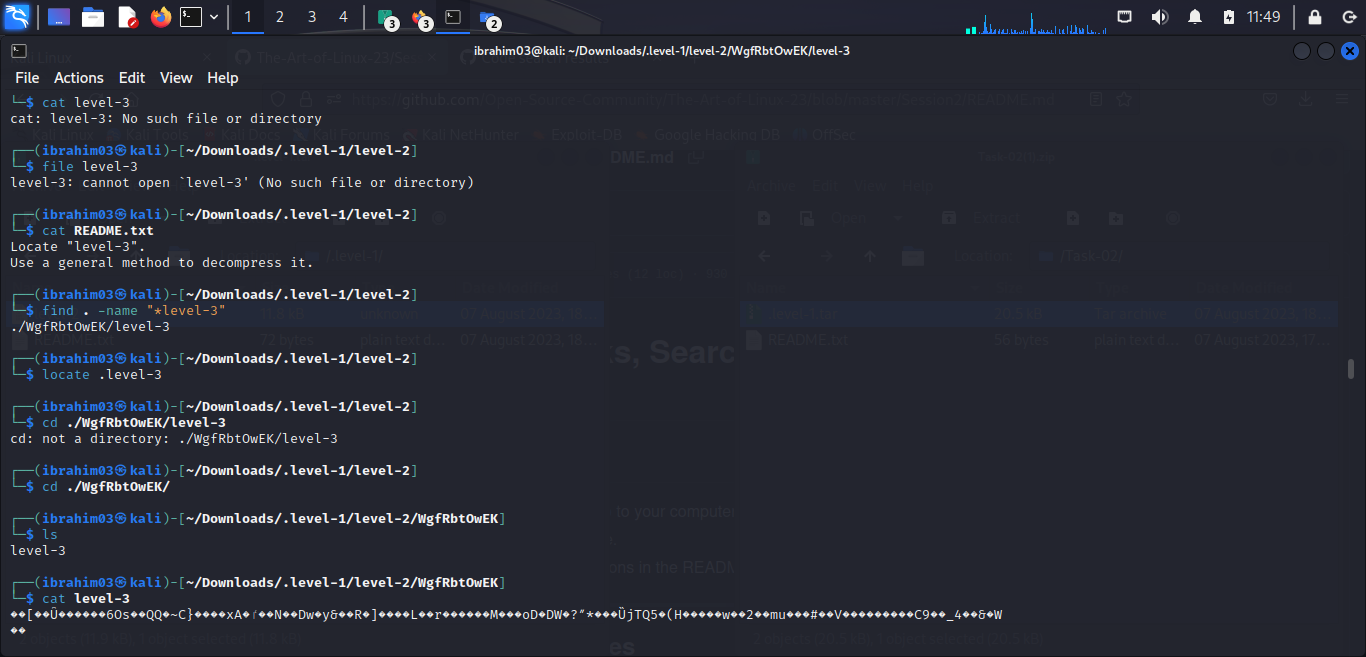 1 2 3 4 3 3 2 11:49
ibrahim03@kali: ~/Downloads/.level-1/level-2/WgfRbtOwEK/level-3
File Actions Edit View Help
└─$ cat level-3
cat: level-3: No such file or directory
┌──(ibrahim03㉿kali)-[~/Downloads/.level-1/level-2]
└─$ file level-3
level-3: cannot open `level-3' (No such file or directory)
┌──(ibrahim03㉿kali)-[~/Downloads/.level-1/level-2]
└─$ cat README.txt
Locate "level-3".
Use a general method to decompress it.
┌──(ibrahim03㉿kali)-[~/Downloads/.level-1/level-2]
└─$ find . -name "*level-3"
./WgfRbtOwEK/level-3
┌──(ibrahim03㉿kali)-[~/Downloads/.level-1/level-2]
└─$ locate .level-3
┌──(ibrahim03㉿kali)-[~/Downloads/.level-1/level-2]
└─$ cd ./WgfRbtOwEK/level-3
cd: not a directory: ./WgfRbtOwEK/level-3
┌──(ibrahim03㉿kali)-[~/Downloads/.level-1/level-2]
└─$ cd ./WgfRbtOwEK/
┌──(ibrahim03㉿kali)-[~/Downloads/.level-1/level-2/WgfRbtOwEK]
└─$ ls
level-3
┌──(ibrahim03㉿kali)-[~/Downloads/.level-1/level-2/WgfRbtOwEK]
└─$ cat level-3
��[��Û������6Os��QQ�~C}����xA�f��N��Dw�y&��R�]����L��r������M���oD�DW�?"*���ÜjTQ5�(H�����w��2��mu���#��V��������C9��_4��&�W
��